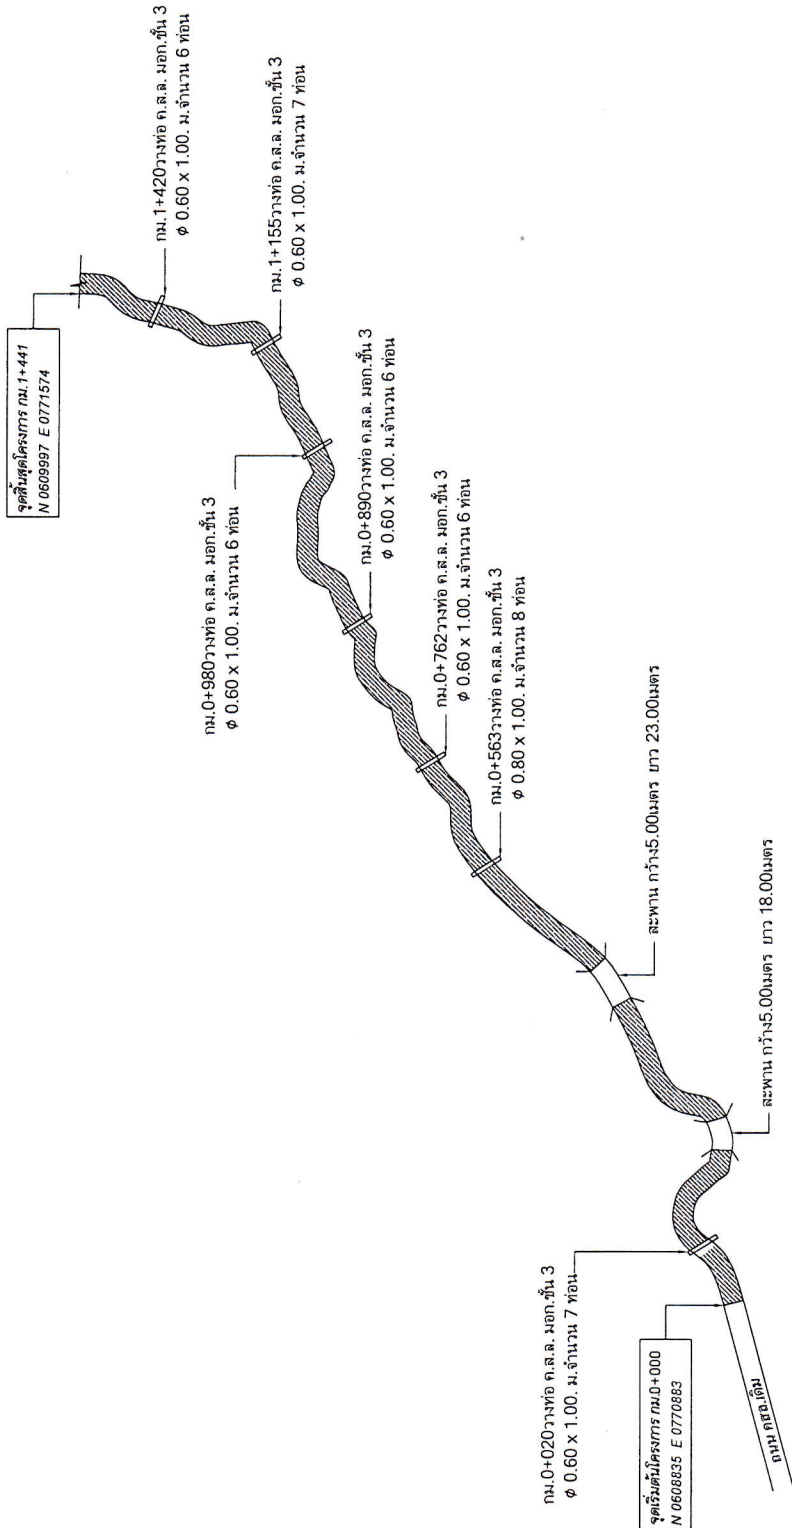 จุดสิ้นสุดโครงการ กม.1+441
N 0609997 E 0771574
กม.1+420วางท่อ ค.ส.ล. มอก.ชั้น 3
φ 0.60 x 1.00. ม.จำนวน 6 ท่อน
กม.1+155วางท่อ ค.ส.ล. มอก.ชั้น 3
φ 0.60 x 1.00. ม.จำนวน 7 ท่อน
กม.0+980วางท่อ ค.ส.ล. มอก.ชั้น 3
φ 0.60 x 1.00. ม.จำนวน 6 ท่อน
กม.0+890วางท่อ ค.ส.ล. มอก.ชั้น 3
φ 0.60 x 1.00. ม.จำนวน 6 ท่อน
กม.0+762วางท่อ ค.ส.ล. มอก.ชั้น 3
φ 0.60 x 1.00. ม.จำนวน 6 ท่อน
กม.0+563วางท่อ ค.ส.ล. มอก.ชั้น 3
φ 0.80 x 1.00. ม.จำนวน 8 ท่อน
สะพาน กว้าง5.00เมตร ยาว 23.00เมตร
สะพาน กว้าง5.00เมตร ยาว 18.00เมตร
กม.0+020วางท่อ ค.ส.ล. มอก.ชั้น 3
φ 0.60 x 1.00. ม.จำนวน 7 ท่อน
จุดเริ่มต้นโครงการ กม.0+000
N 0608835 E 0770883
ถนน คสล.เดิม